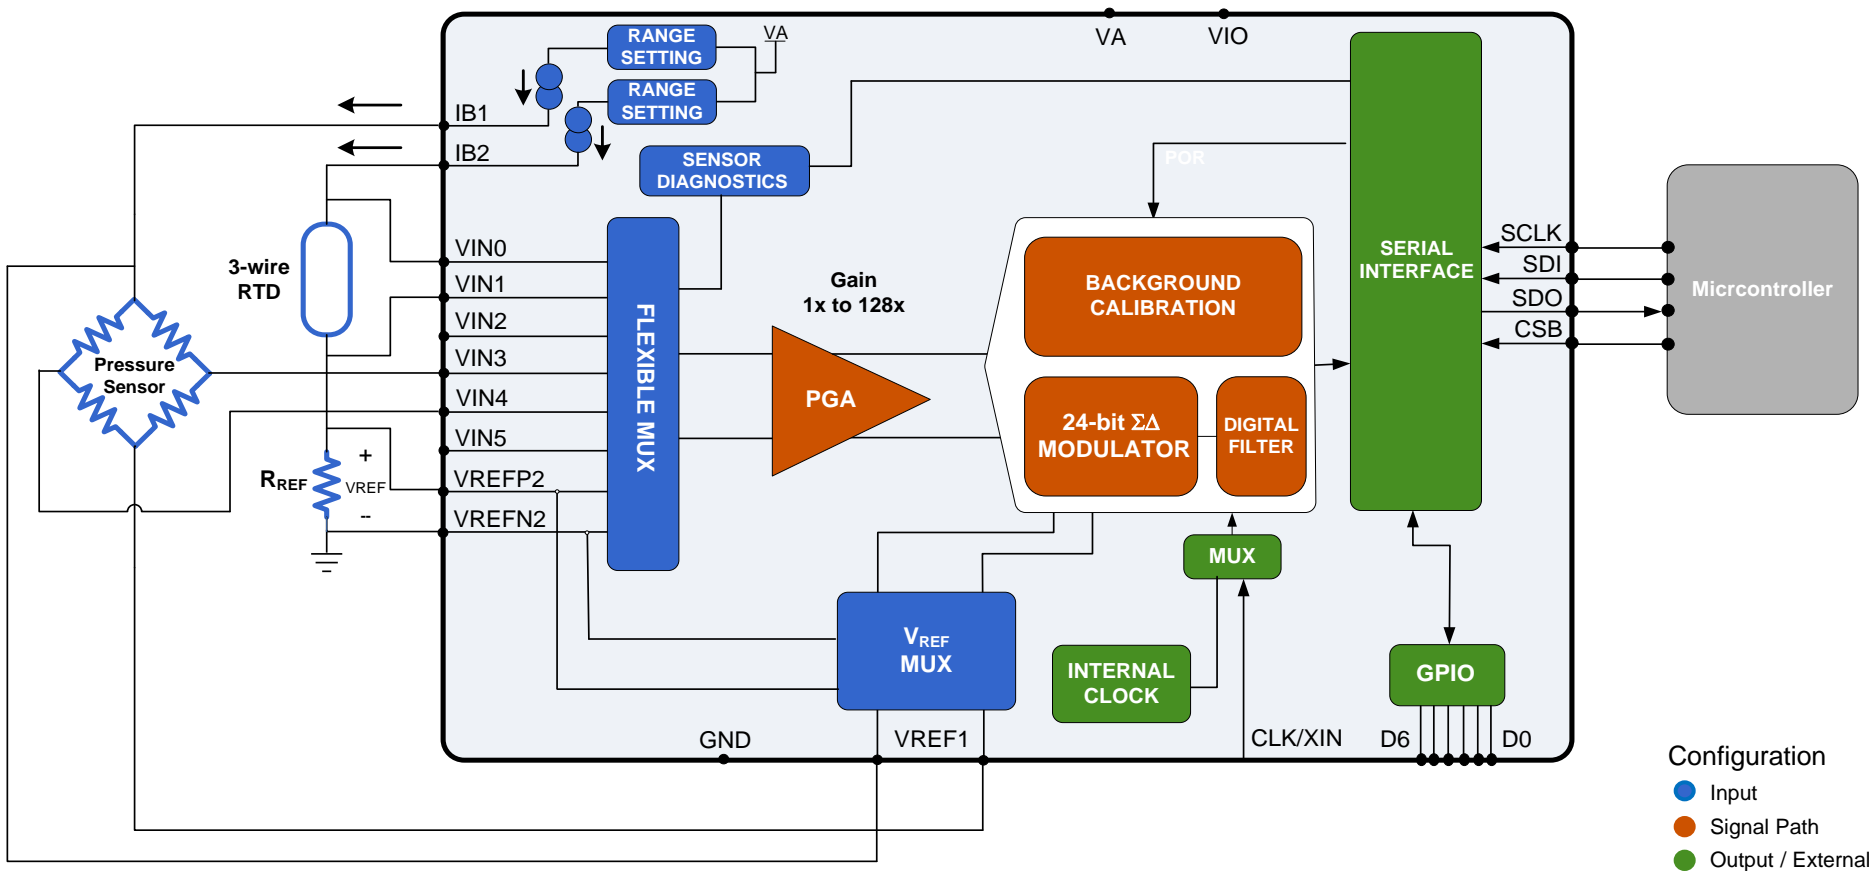 VA
VIO
RANGE
SETTING
VA
RANGE
SETTING
IB1
IB2
SENSOR
DIAGNOSTICS
POR
3-wire
RTD
VIN0
VIN1
VIN2
VIN3
VIN4
VIN5
VREFP2
VREFN2
FLEXIBLE MUX
Pressure
Sensor
RREF
+
VREF
--
Gain
1x to 128x
PGA
BACKGROUND
CALIBRATION
24-bit ΣΔ
MODULATOR
DIGITAL
FILTER
SERIAL
INTERFACE
SCLK
SDI
SDO
CSB
Micrcontroller
MUX
VREF
MUX
INTERNAL
CLOCK
GPIO
GND
VREF1
CLK/XIN
D6
D0
Configuration
Input
Signal Path
Output / External